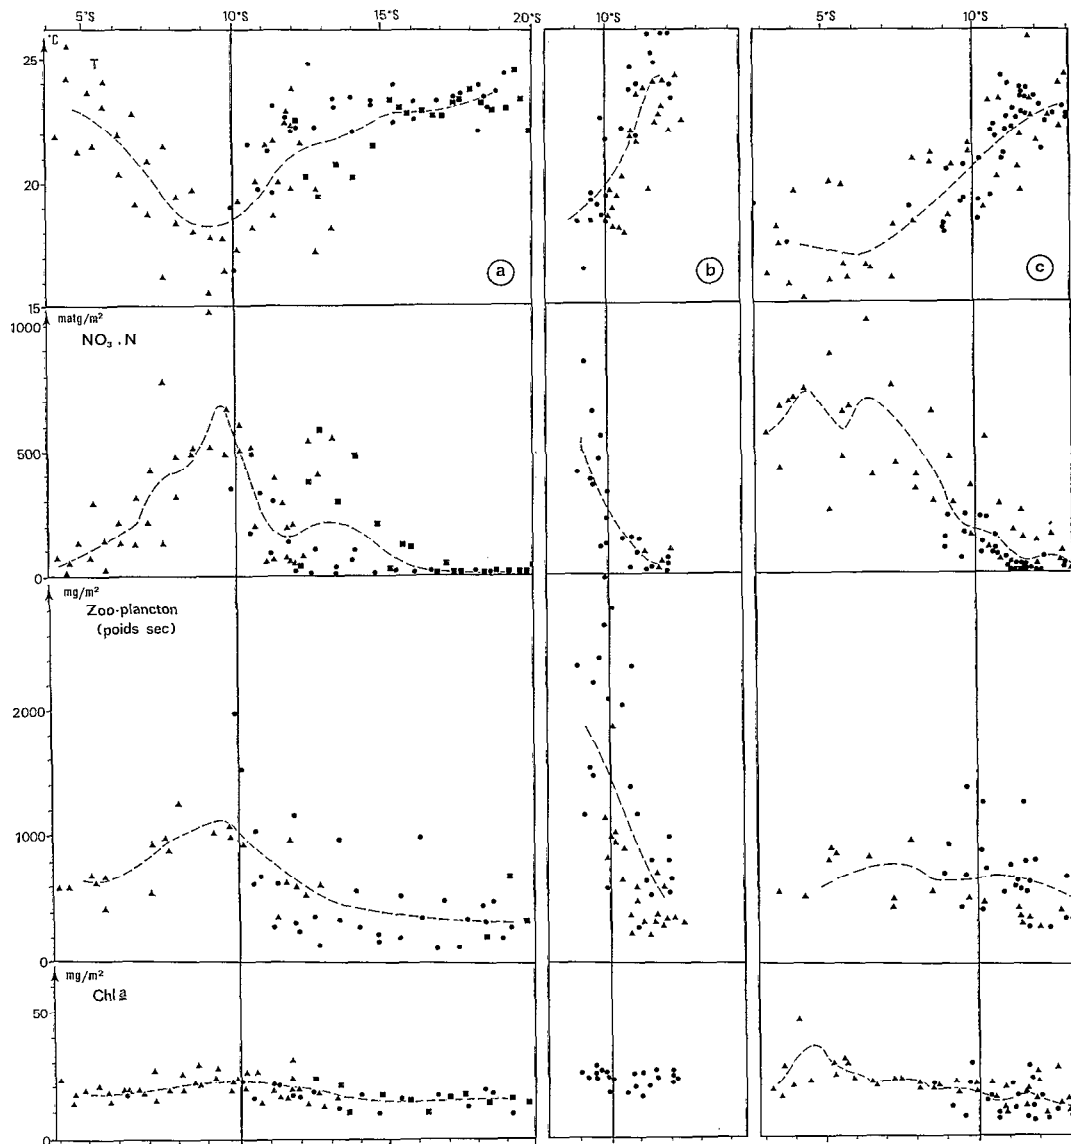 5°S 10°S 15°S 20°S 10°S 5°S 10°S
°C
25
T
20
15
a b c
matg/m²
1000
NO₃.N
500
0
mg/m²
Zoo-plancton
(poids sec)
2000
1000
0
mg/m²
Chl a
50
0